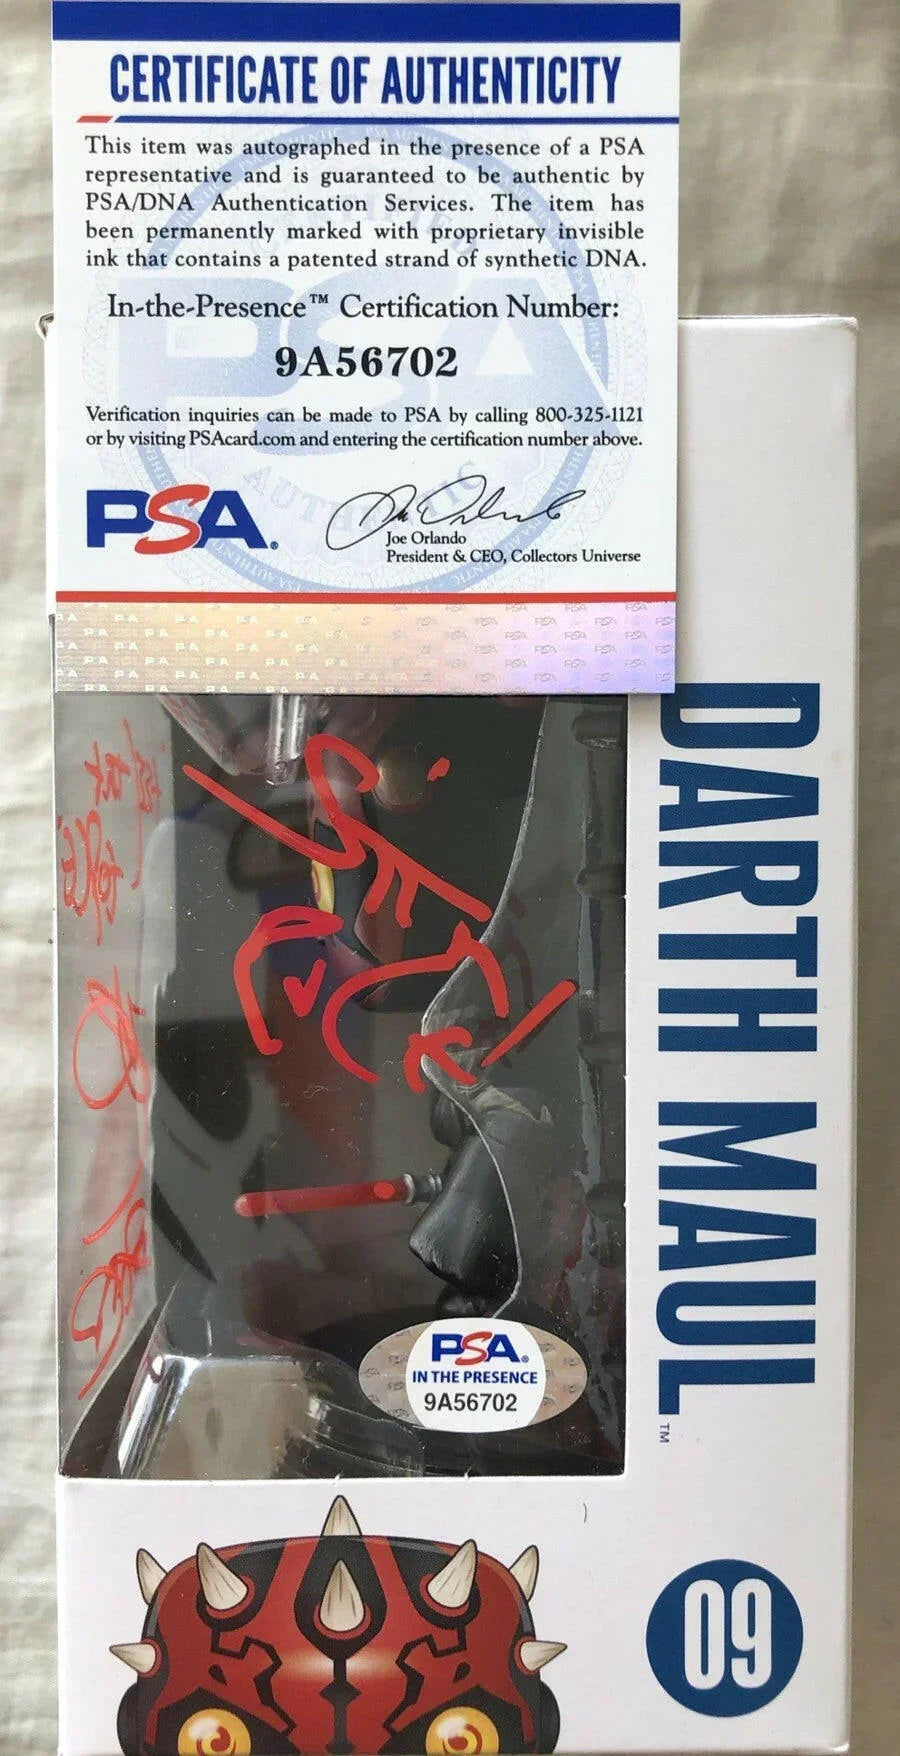 CERTIFICATE OF AUTHENTICITY
This item was autographed in the presence of a PSA
representative and is guaranteed to be authentic by
PSA/DNA Authentication Services. The item has
been permanently marked with proprietary invisible
ink that contains a patented strand of synthetic DNA.
In-the-Presence™ Certification Number:
9A56702
Verification inquiries can be made to PSA by calling 800-325-1121
or by visiting PSAcard.com and entering the certification number above.
PSA®
Joe Orlando
President & CEO, Collectors Universe
DARTH MAUL™
PSA®
IN THE PRESENCE
9A56702
09